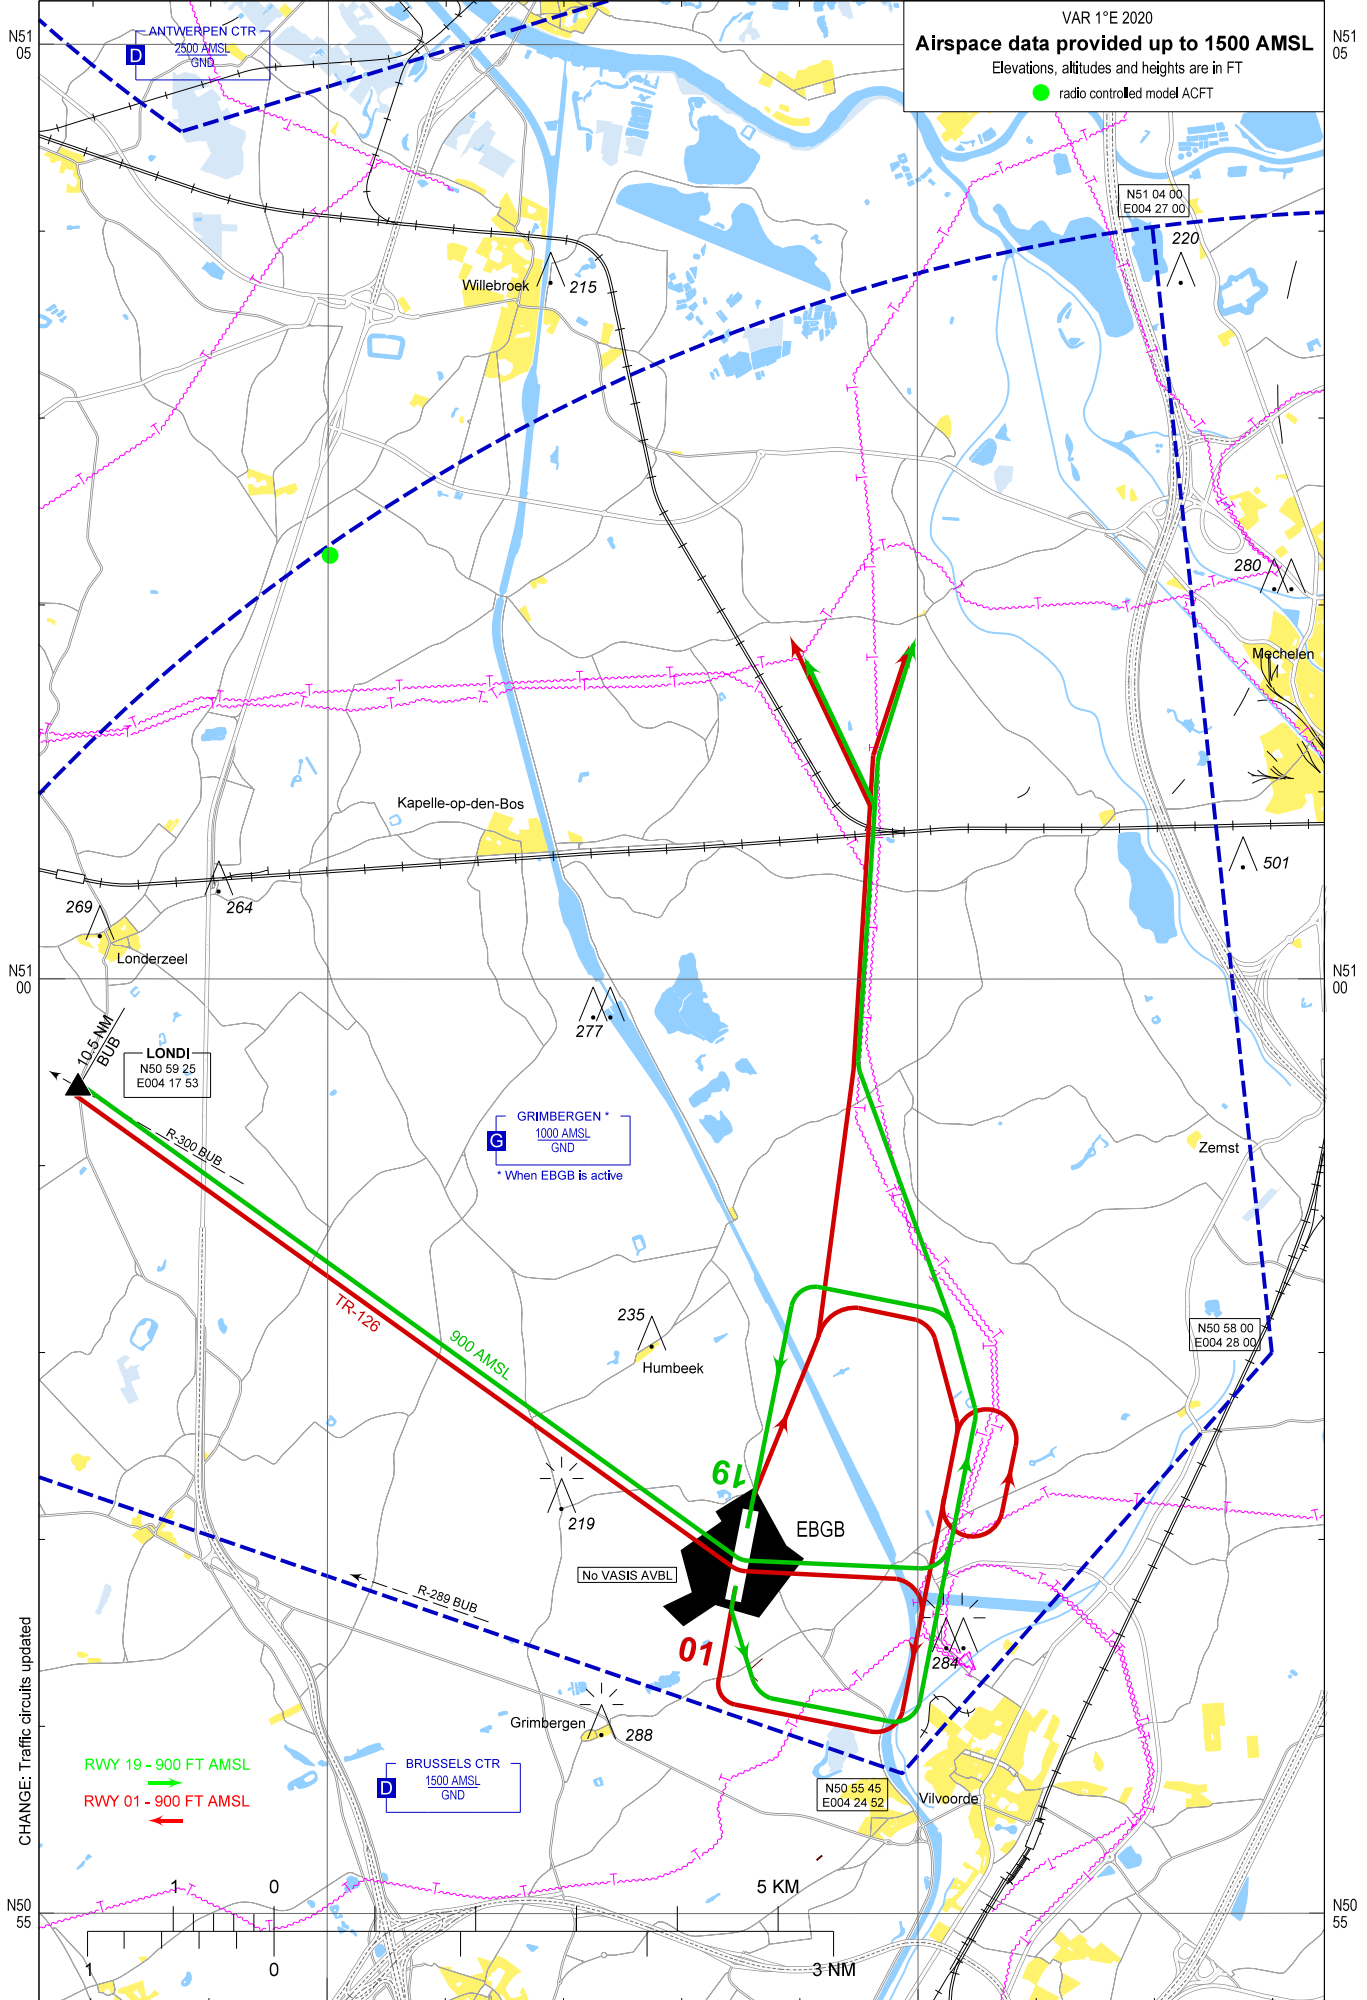 VAR 1°E 2020
Airspace data provided up to 1500 AMSL
Elevations, altitudes and heights are in FT
radio controlled model ACFT
N51
05
N51
05
ANTWERPEN CTR
D
2500 AMSL
GND
N51 04 00
E004 27 00
220
Willebroek
215
280
Mechelen
Kapelle-op-den-Bos
501
264
269
Londerzeel
N51
00
N51
00
277
10.5 NM
BUB
LONDI
N50 59 25
E004 17 53
R-300 BUB
GRIMBERGEN *
G
1000 AMSL
GND
* When EBGB is active
Zemst
TR-126
900 AMSL
235
Humbeek
N50 58 00
E004 28 00
19
219
EBGB
No VASIS AVBL
R-289 BUB
01
284
Grimbergen
288
RWY 19 - 900 FT AMSL
RWY 01 - 900 FT AMSL
BRUSSELS CTR
D
1500 AMSL
GND
N50 55 45
E004 24 52
Vilvoorde
CHANGE: Traffic circuits updated
1
0
5 KM
N50
55
N50
55
1
0
3 NM